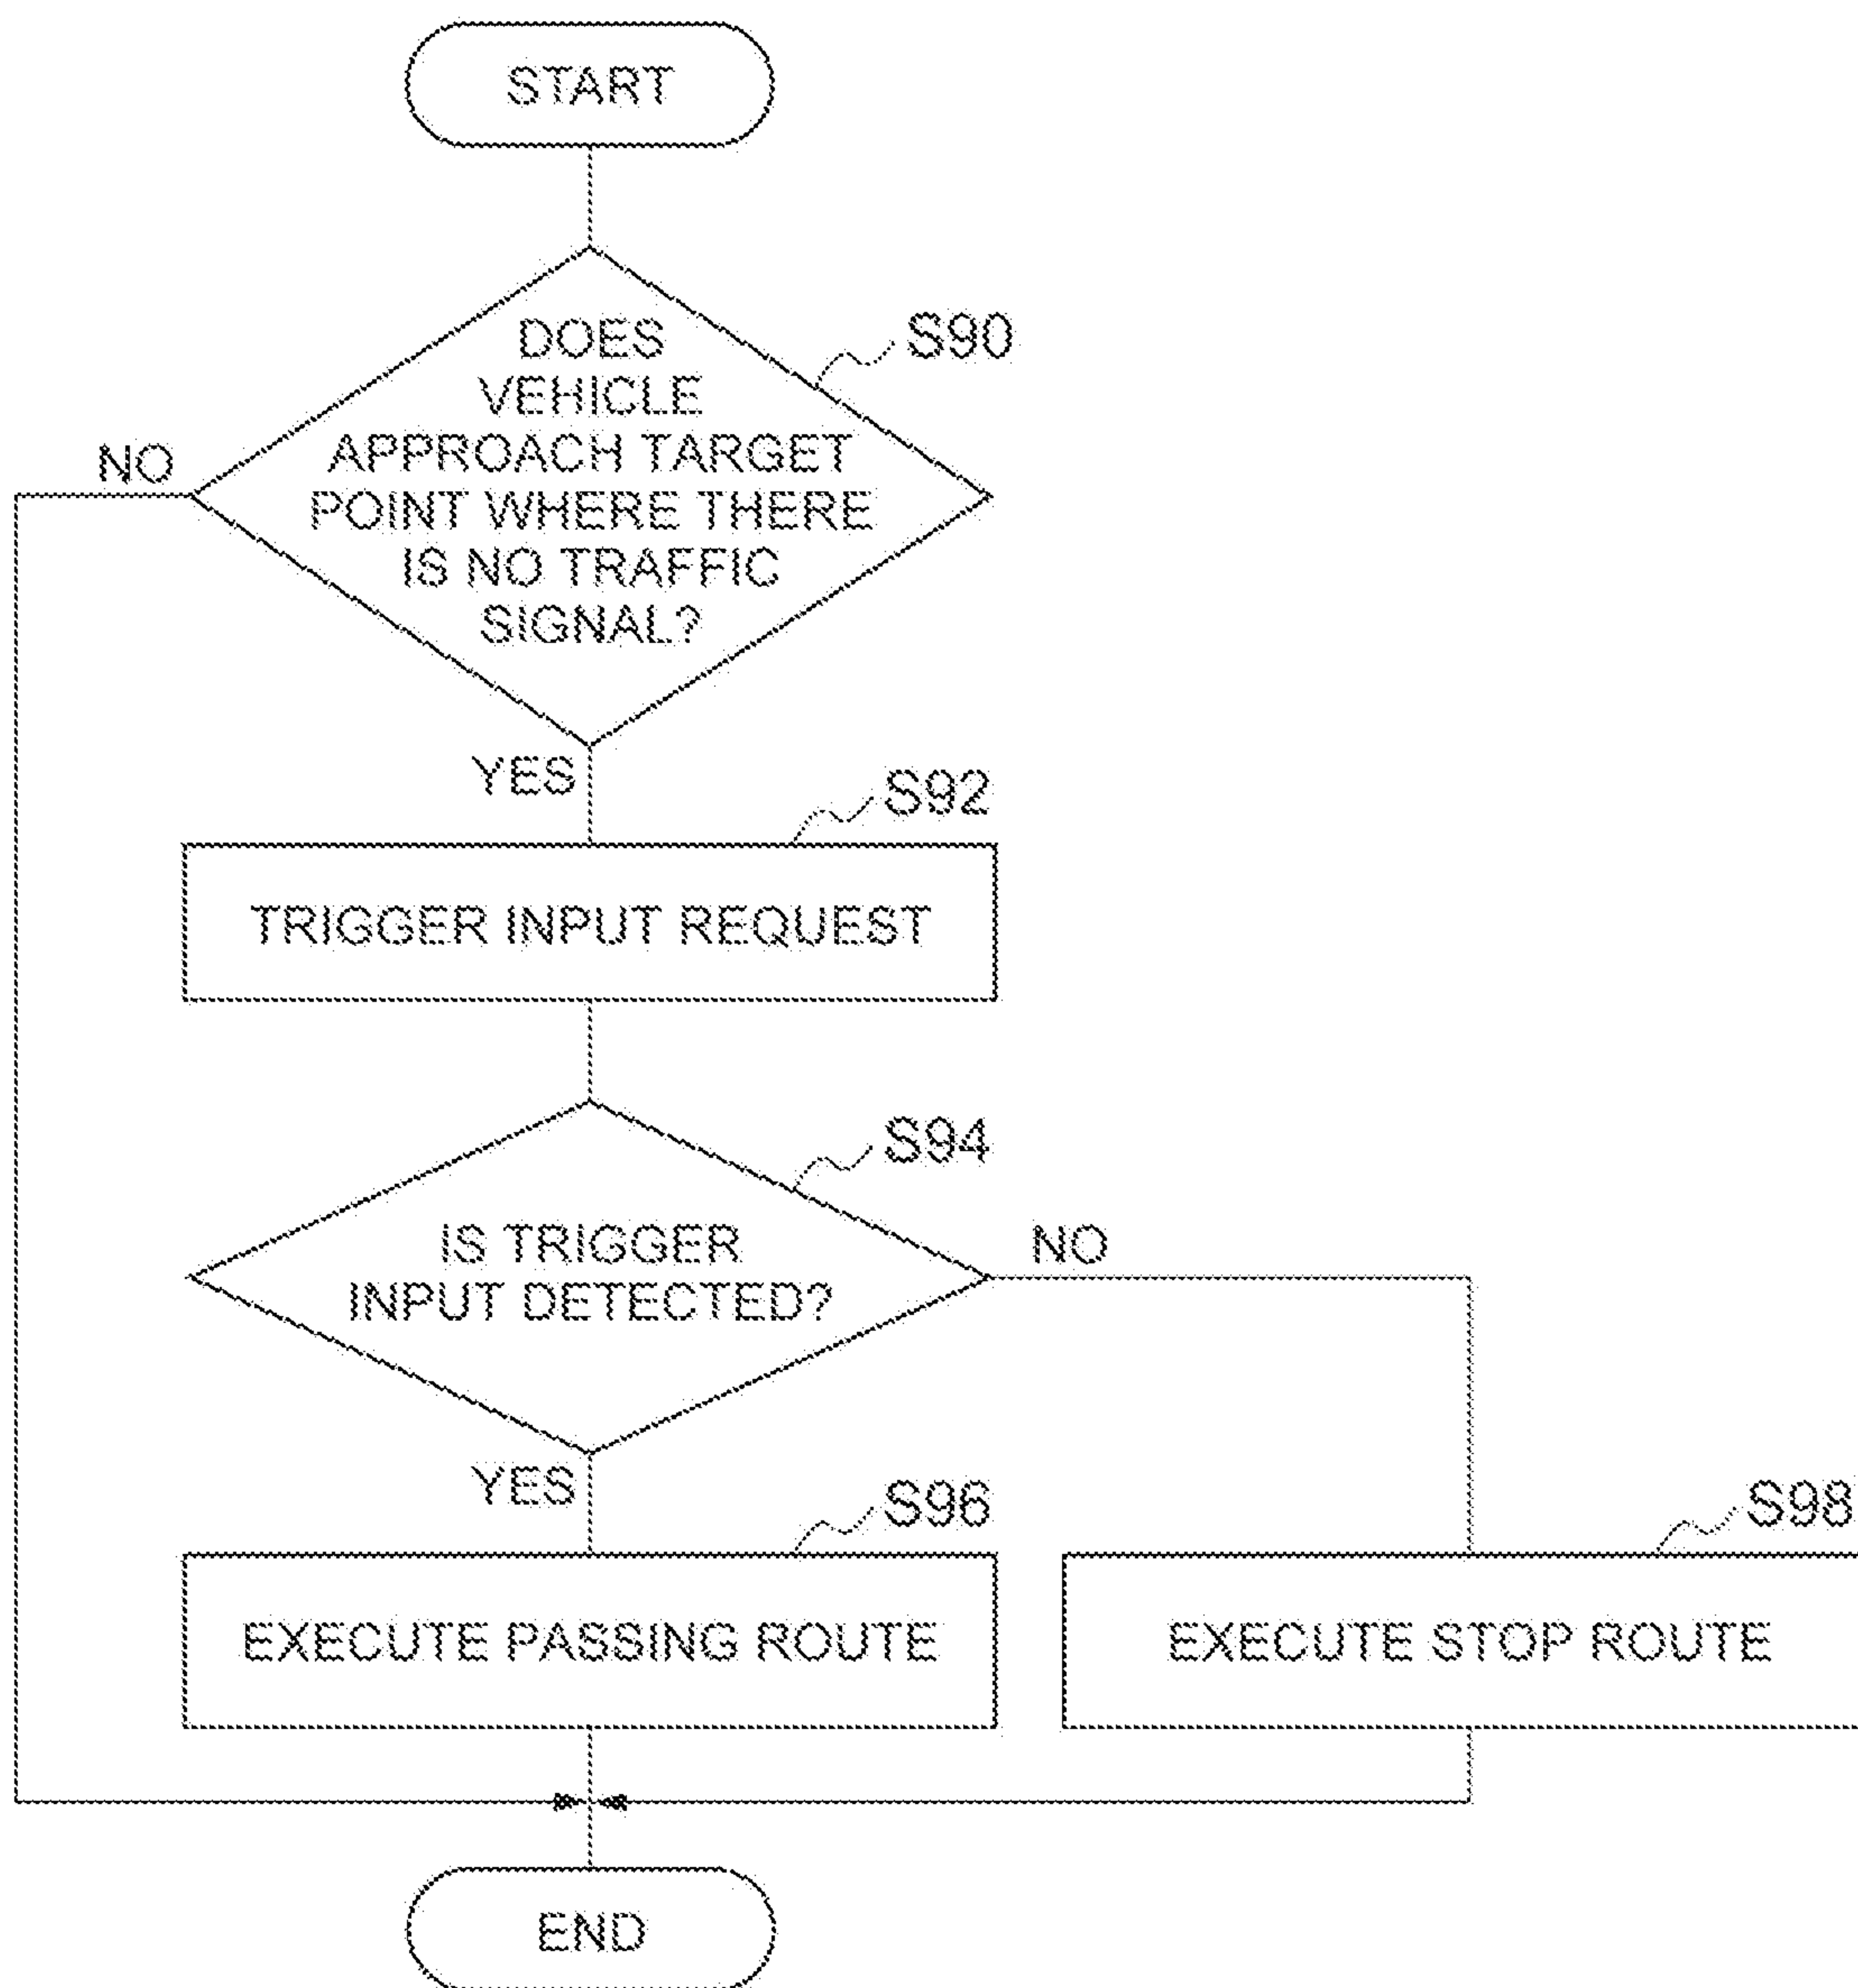 START
DOES
VEHICLE
APPROACH TARGET
POINT WHERE THERE
IS NO TRAFFIC
SIGNAL?
S90
NO
YES
S92
TRIGGER INPUT REQUEST
S94
IS TRIGGER
INPUT DETECTED?
NO
YES
S96
EXECUTE PASSING ROUTE
S98
EXECUTE STOP ROUTE
END